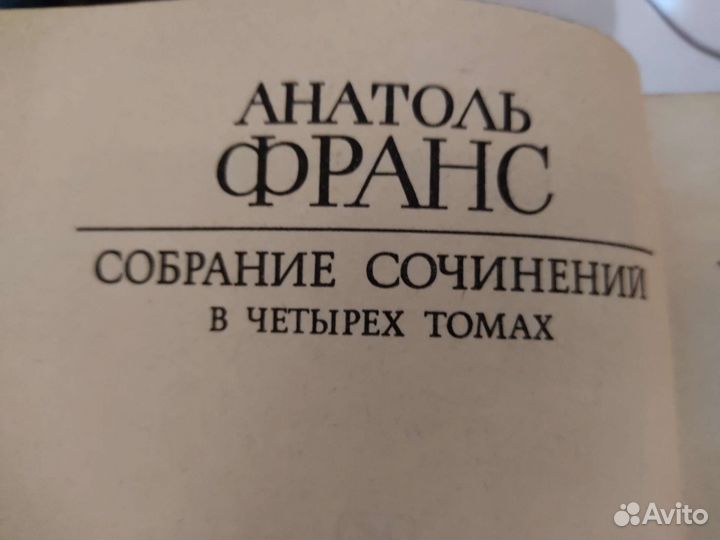 АНАТОЛЬ
ФРАНС
СОБРАНИЕ СОЧИНЕНИЙ
В ЧЕТЫРЕХ ТОМАХ
Avito